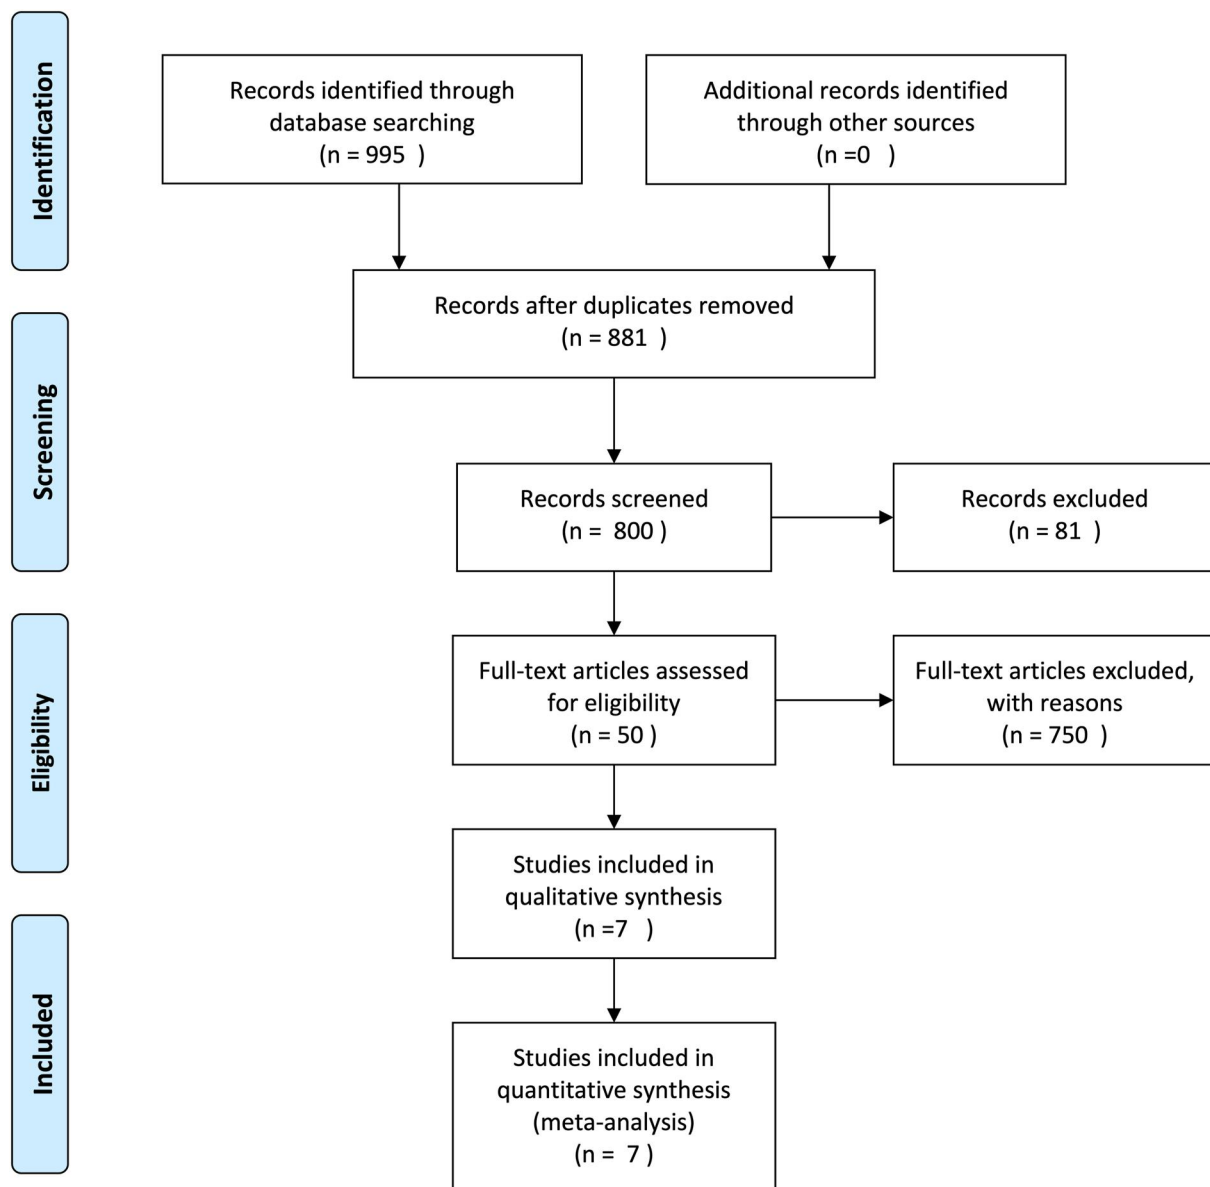 Identification
Records identified through
database searching
(n = 995  )
Additional records identified
through other sources
(n =0   )
Records after duplicates removed
(n = 881  )
Screening
Records screened
(n =  800 )
Records excluded
(n = 81   )
Eligibility
Full-text articles assessed
for eligibility
(n = 50 )
Full-text articles excluded,
with reasons
(n = 750   )
Studies included in
qualitative synthesis
(n =7   )
Included
Studies included in
quantitative synthesis
(meta-analysis)
(n =  7 )